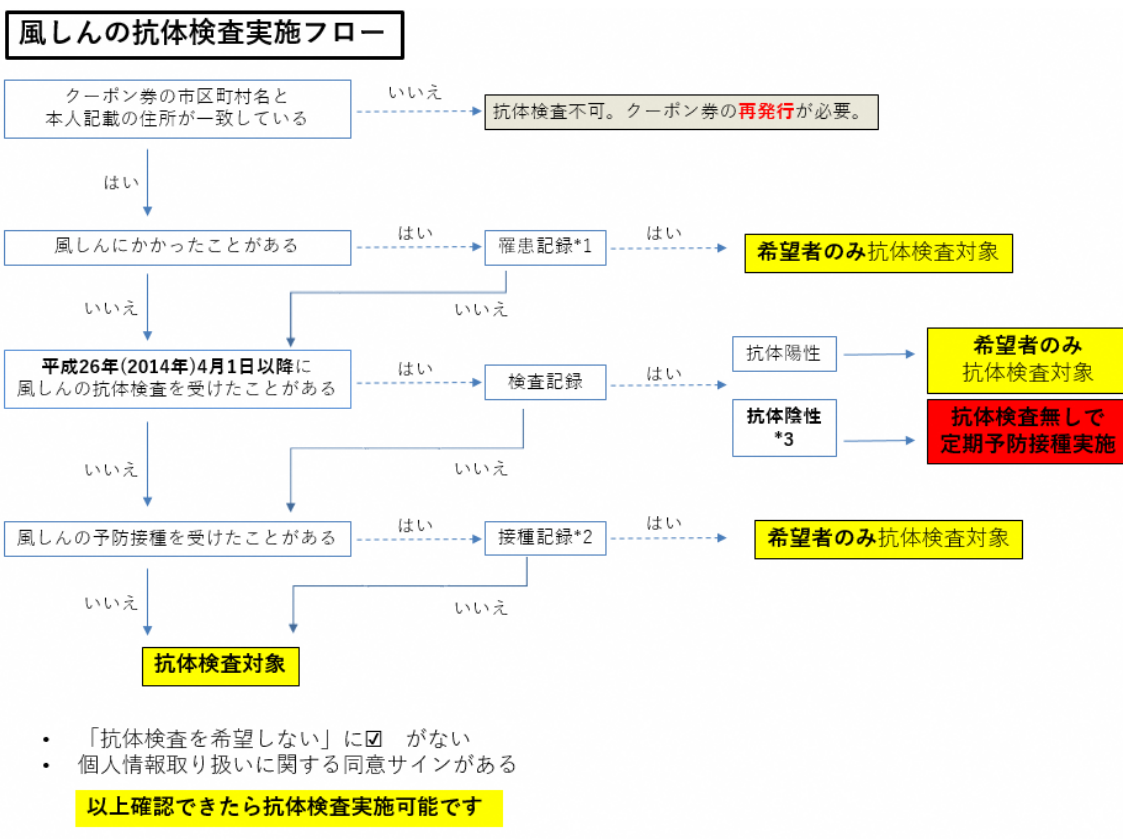 風しんの抗体検査実施フロー
クーポン券の市区町村名と
本人記載の住所が一致している
いいえ
抗体検査不可。クーポン券の再発行が必要。
はい
風しんにかかったことがある
はい
罹患記録*1
はい
希望者のみ抗体検査対象
いいえ
いいえ
平成26年(2014年)4月1日以降に
風しんの抗体検査を受けたことがある
はい
検査記録
はい
抗体陽性
希望者のみ
抗体検査対象
抗体陰性
*3
抗体検査無しで
定期予防接種実施
いいえ
いいえ
風しんの予防接種を受けたことがある
はい
接種記録*2
はい
希望者のみ抗体検査対象
いいえ
いいえ
抗体検査対象
• 「抗体検査を希望しない」に☑ がない
• 個人情報取り扱いに関する同意サインがある
以上確認できたら抗体検査実施可能です